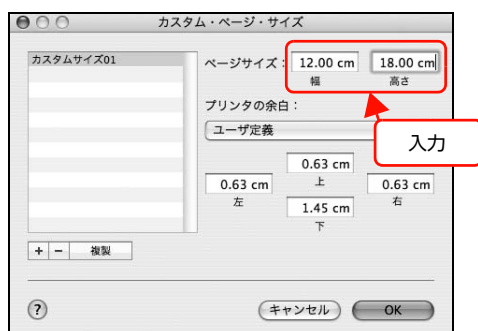 カスタム・ページ・サイズ
カスタムサイズ01
ページサイズ： 12.00 cm 18.00 cm
幅 高さ
プリンタの余白：
ユーザ定義
入力
0.63 cm
上
0.63 cm 0.63 cm
左 右
1.45 cm
下
+ − 複製
? キャンセル OK